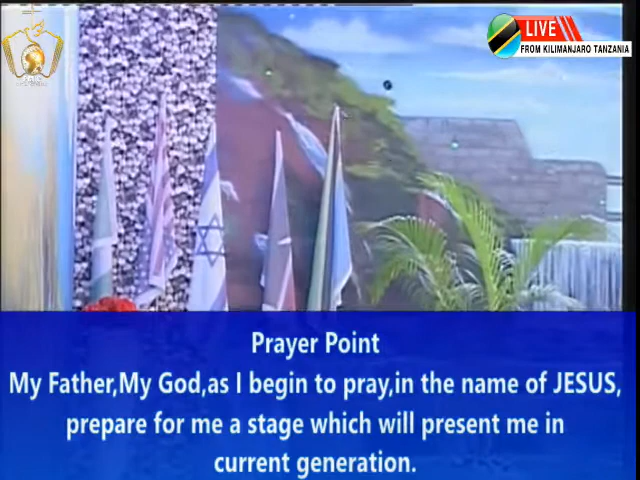 LIVE
FROM KILIMANJARO TANZANIA
Prayer Point
My Father,My God,as I begin to pray,in the name of JESUS,
prepare for me a stage which will present me in
current generation.